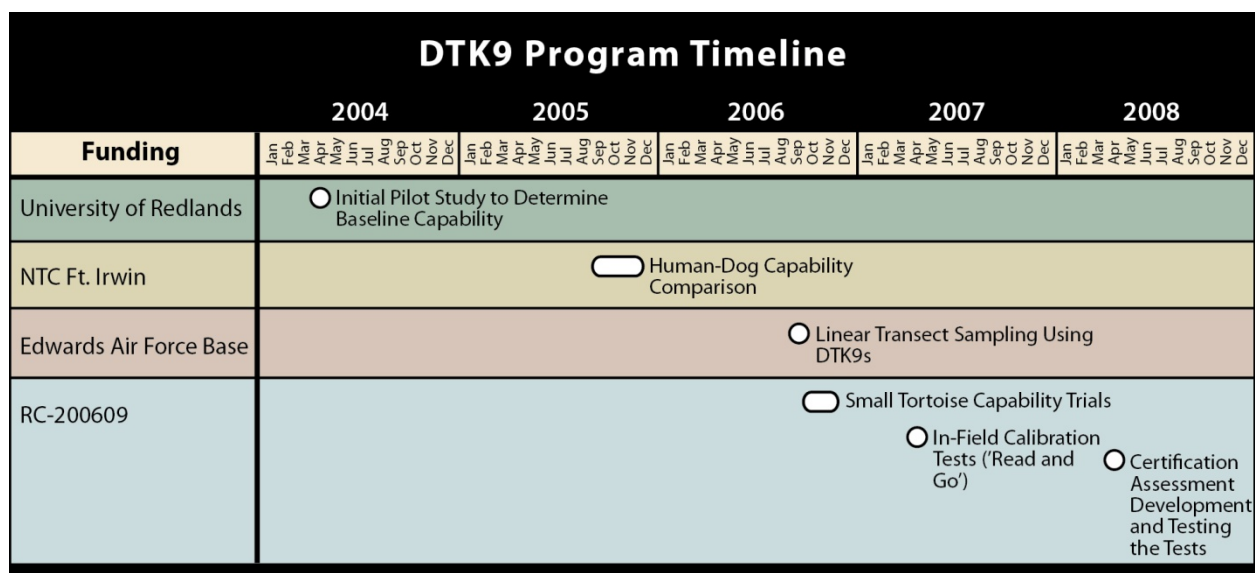 DTK9 Program Timeline
2004 2005 2006 2007 2008
Funding Jan Feb Mar Apr May Jun Jul Aug Sep Oct Nov Dec Jan Feb Mar Apr May Jun Jul Aug Sep Oct Nov Dec Jan Feb Mar Apr May Jun Jul Aug Sep Oct Nov Dec Jan Feb Mar Apr May Jun Jul Aug Sep Oct Nov Dec Jan Feb Mar Apr May Jun Jul Aug Sep Oct Nov Dec
University of Redlands
Initial Pilot Study to Determine
Baseline Capability
NTC Ft. Irwin
Human-Dog Capability
Comparison
Edwards Air Force Base
Linear Transect Sampling Using
DTK9s
RC-200609
Small Tortoise Capability Trials
In-Field Calibration
Tests ('Read and
Go')
Certification
Assessment
Development
and Testing
the Tests